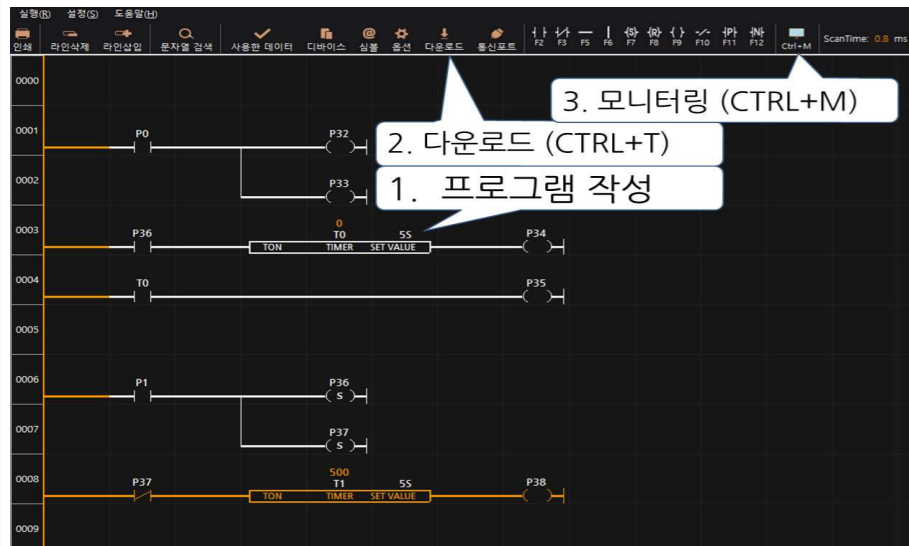 실행(R) 설정(S) 도움말(H)
인쇄 라인삭제 라인삽입 문자열 검색 사용한 데이터 디바이스 심볼 옵션 다운로드 통신포트 F2 F3 F5 F6 F7 F8 F9 F10 F11 F12 Ctrl+M ScanTime: 0.8 ms
0000
3. 모니터링 (CTRL+M)
0001 P0 P32
2. 다운로드 (CTRL+T)
0002 P33
1. 프로그램 작성
0003 P36 0 T0 5S P34
TON TIMER SET VALUE
0004 T0 P35
0005
0006 P1 P36
S
0007 P37
S
0008 P37 500 T1 5S P38
TON TIMER SET VALUE
0009